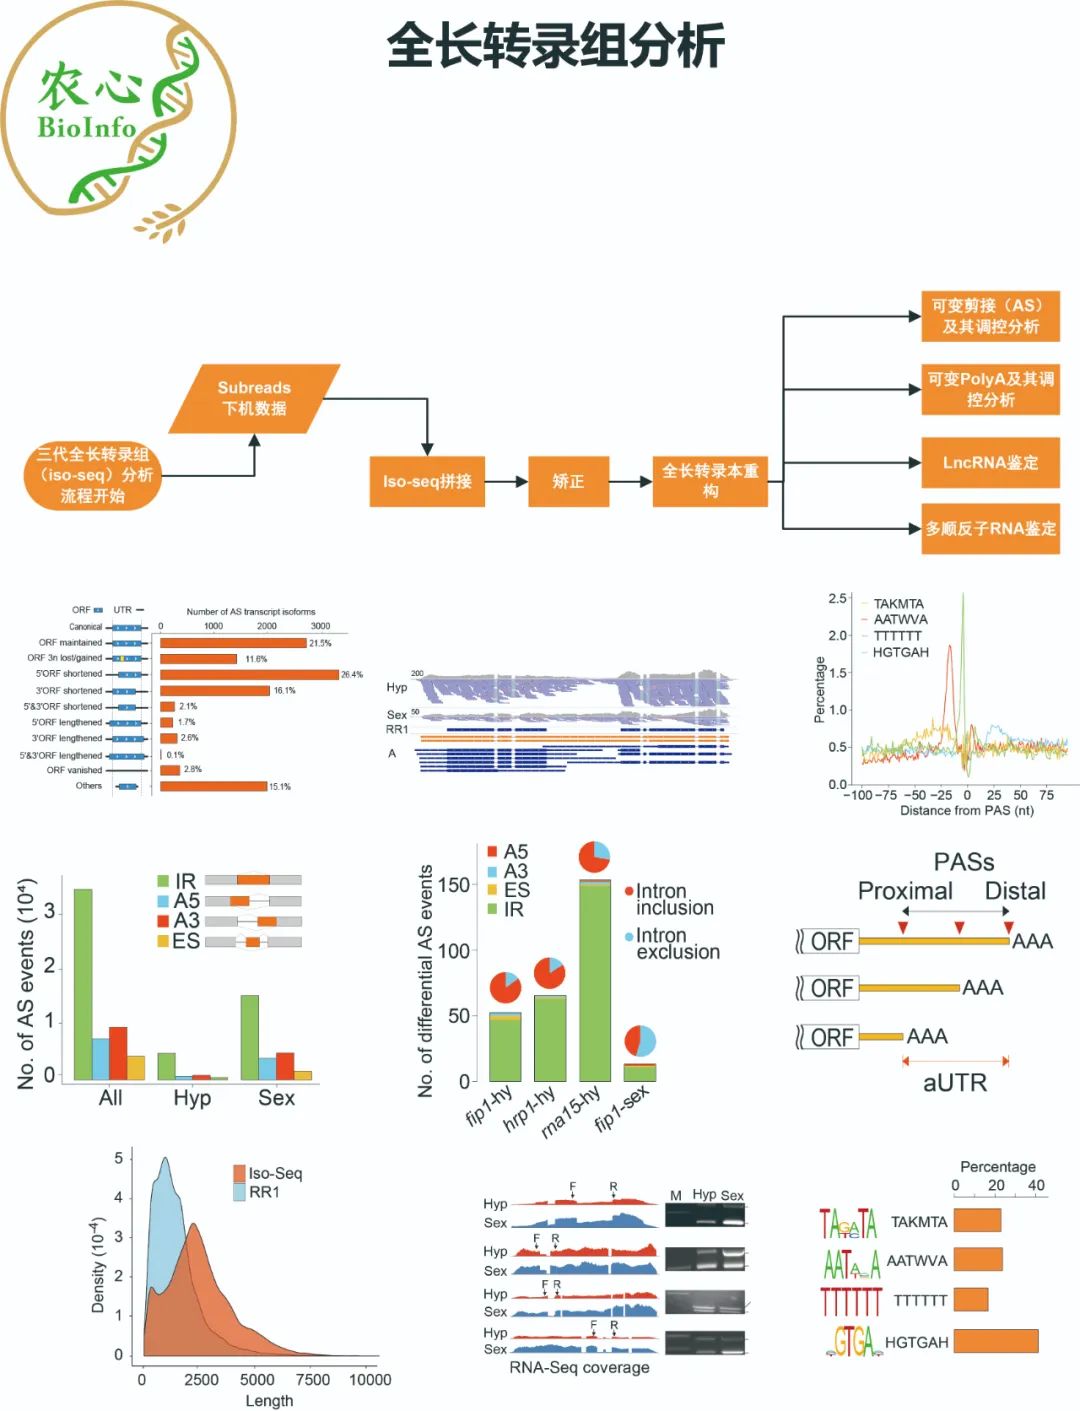 全长转录组分析
农心
BioInfo
可变剪接（AS）
及其调控分析
Subreads
下机数据
可变PolyA及其调
控分析
三代全长转录组
（iso-seq）分析
流程开始
Iso-seq拼接
矫正
全长转录本重
构
LncRNA鉴定
多顺反子RNA鉴定
ORF UTR
Number of AS transcript isoforms
0 1000 2000 3000
Canonical
ORF maintained 21.5%
ORF 3n lost/gained 11.6%
5'ORF shortened 26.4%
3'ORF shortened 16.1%
5'&3'ORF shortened 2.1%
5'ORF lengthened 1.7%
3'ORF lengthened 2.6%
5'&3'ORF lengthened 0.1%
ORF vanished 2.8%
Others 15.1%
200
Hyp
Sex 50
RR1
A
Percentage
2.5
2.0
1.5
1.0
0.5
0.0
TAKMTA
AATWVA
TTTTTT
HGTGAH
−100 −75 −50 −25 0 25 50 75
Distance from PAS (nt)
No. of AS events (10⁴)
3
2
1
0
IR
A5
A3
ES
All Hyp Sex
No. of differential AS events
150
100
50
0
A5
A3
ES
IR
Intron
inclusion
Intron
exclusion
fip1-hy
hrp1-hy
rna15-hy
fip1-sex
PASs
Proximal Distal
ORF AAA
ORF AAA
ORF AAA
aUTR
Density (10⁻⁴)
5
4
3
2
1
0
Iso-Seq
RR1
0 2500 5000 7500 10000
Length
F R M Hyp Sex
Hyp
Sex
F R
Hyp
Sex
F R
Hyp
Sex
F R
Hyp
Sex
RNA-Seq coverage
Percentage
0 20 40
TAKMTA
AATWVA
TTTTTT TTTTTT
GTGA HGTGAH